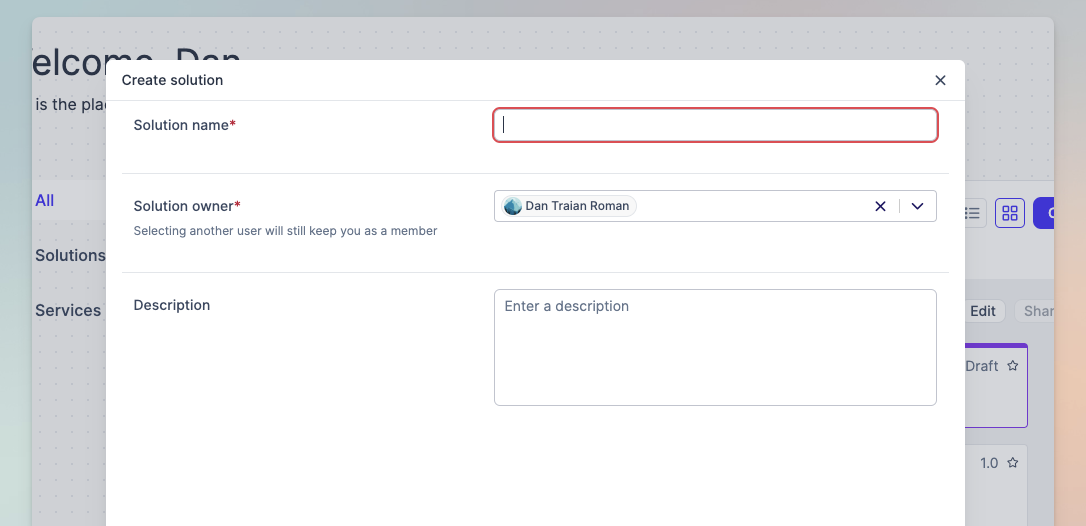 elcome, Dan
is the pla
Create solution
Solution name*
All
Solution owner*
Dan Traian Roman
Selecting another user will still keep you as a member
Solutions
Description
Enter a description
Services
Edit
Shar
Draft
1.0